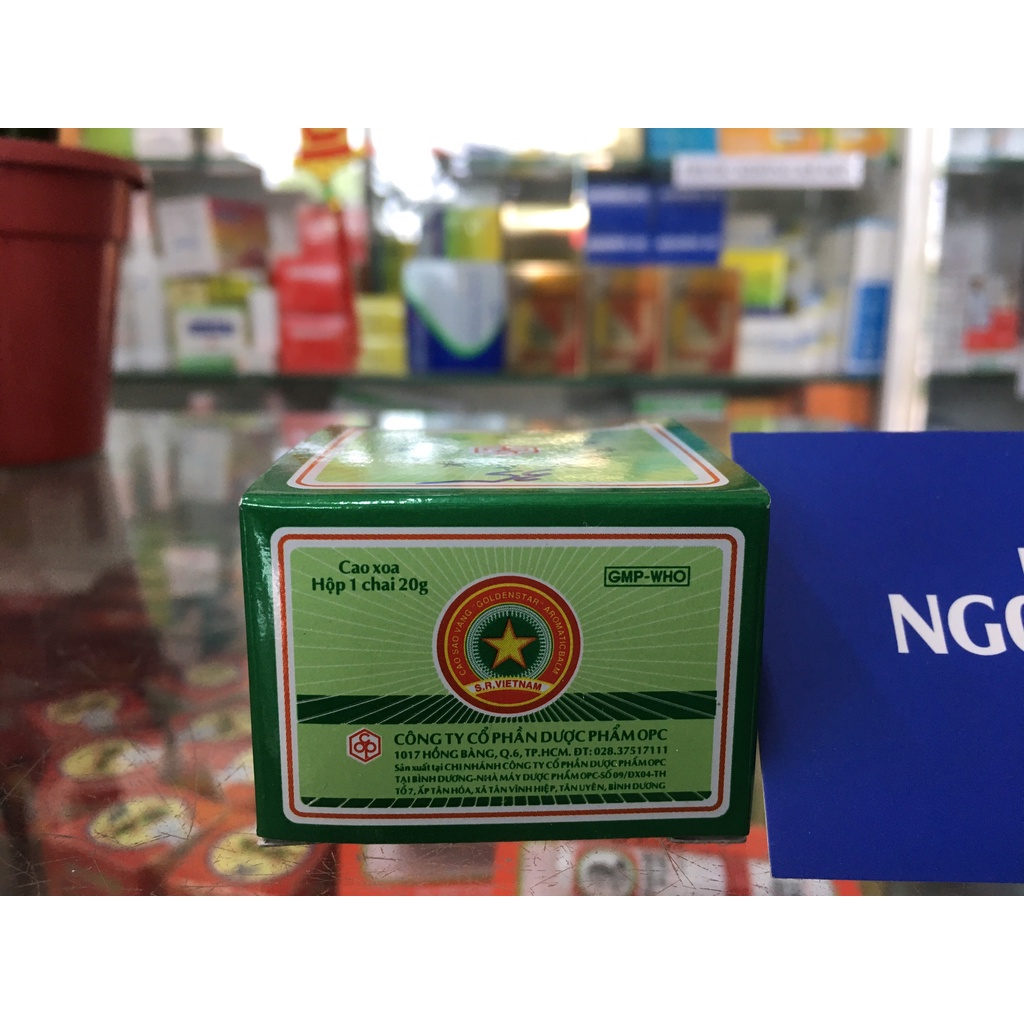 Cao xoa
Hộp 1 chai 20g
GMP-WHO
CAO SAO VÀNG "GOLDENSTAR" AROMATIC BALM
S.R.VIETNAM
OPC
CÔNG TY CỔ PHẦN DƯỢC PHẨM OPC
1017 HỒNG BÀNG, Q.6, TP.HCM. ĐT: 028.37517111
Sản xuất tại CHI NHÁNH CÔNG TY CỔ PHẦN DƯỢC PHẨM OPC
TẠI BÌNH DƯƠNG-NHÀ MÁY DƯỢC PHẨM OPC-SỐ 09/ĐX04-TH
TỔ 7, ẤP TÂN HÓA, XÃ TÂN VĨNH HIỆP, TÂN UYÊN, BÌNH DƯƠNG